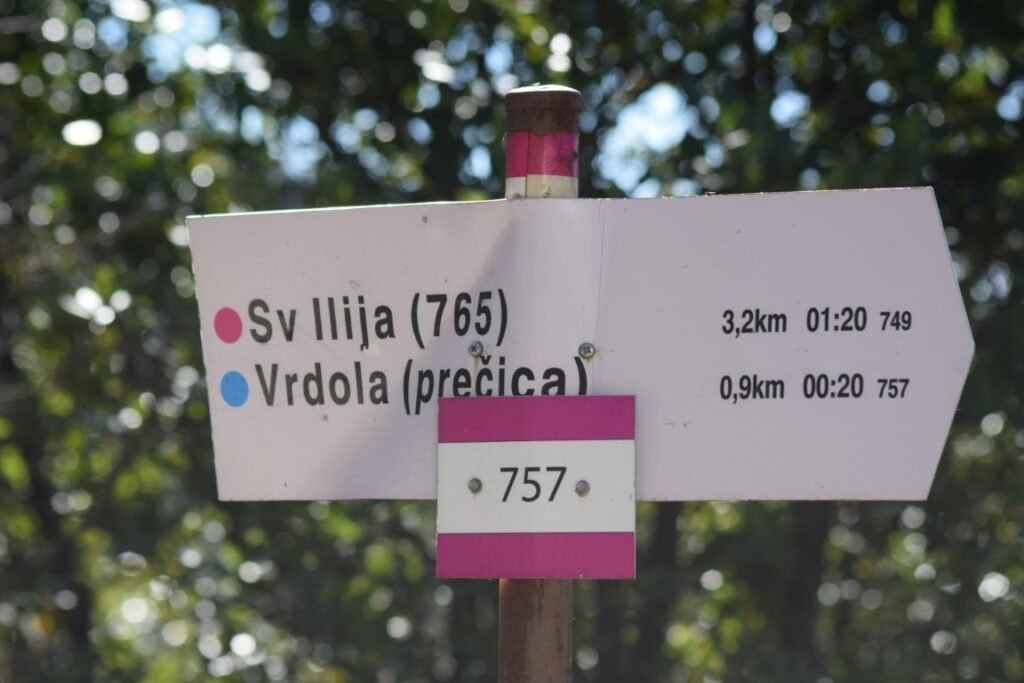 Sv Ilija (765) 3,2km 01:20 749
Vrdola (prečica) 0,9km 00:20 757
757